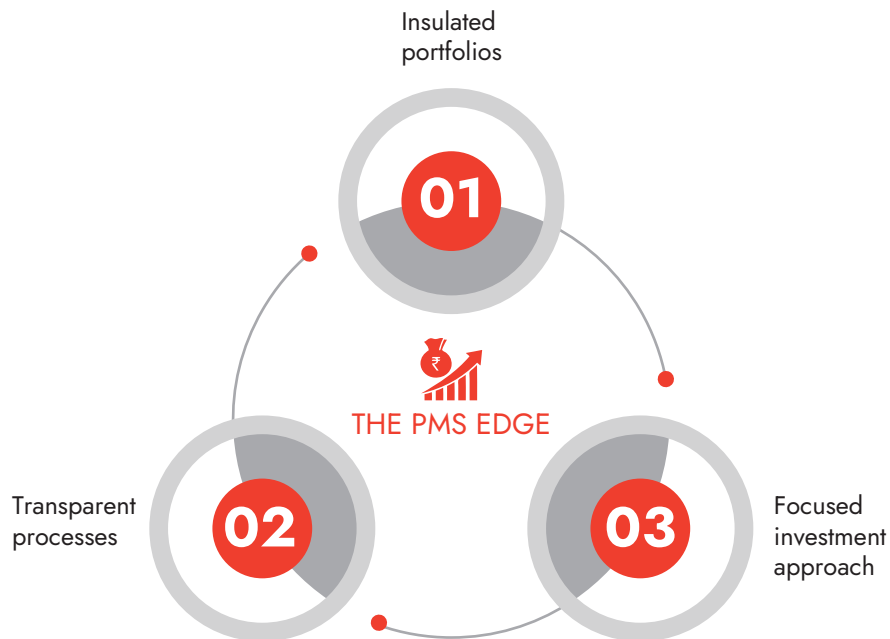 Insulated
portfolios
01
₹
THE PMS EDGE
Transparent
processes
02
03
Focused
investment
approach